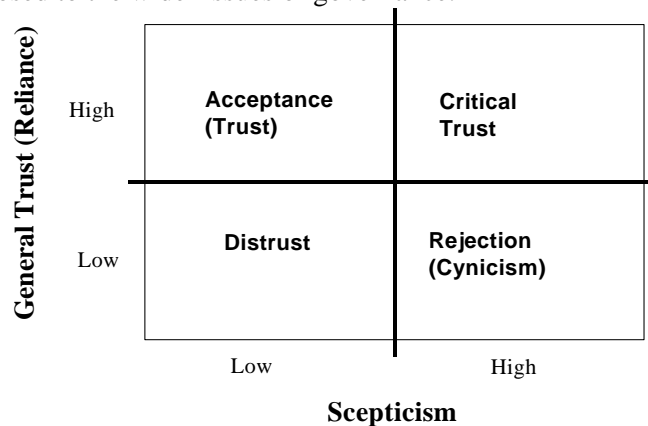 General Trust (Reliance)
High
Acceptance
(Trust)
Critical
Trust
Low
Distrust
Rejection
(Cynicism)
Low
High
Scepticism